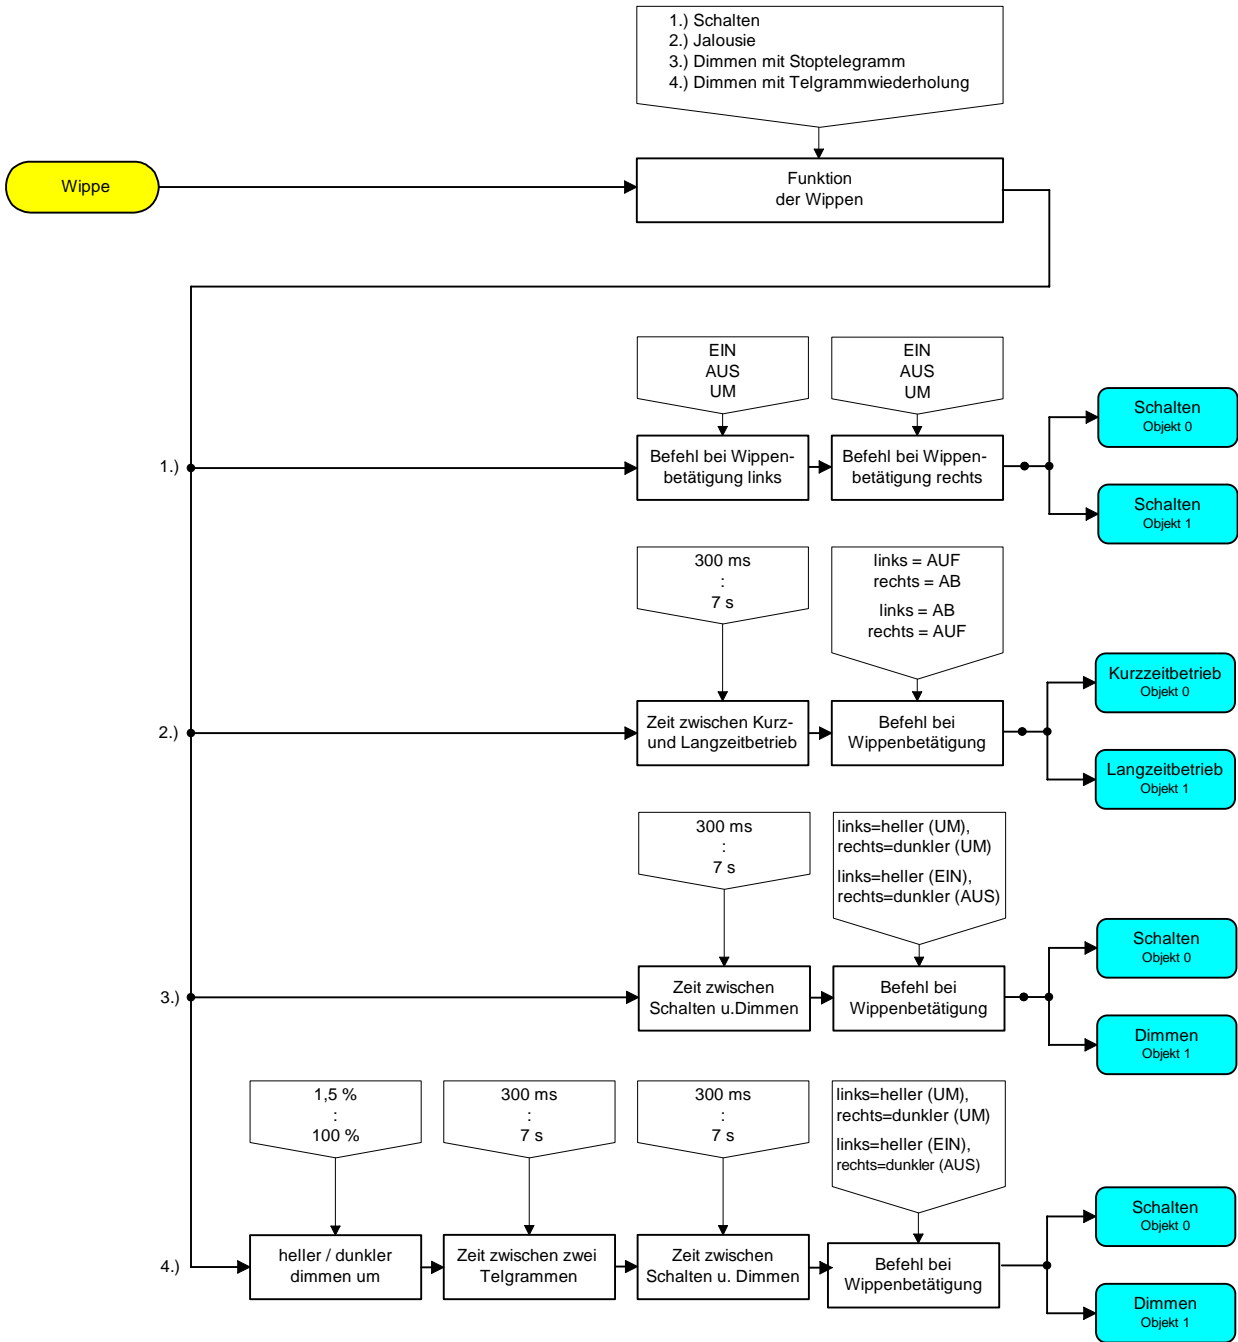 1.) Schalten
2.) Jalousie
3.) Dimmen mit Stoptelegramm
4.) Dimmen mit Telgrammwiederholung
Wippe
Funktion
der Wippen
EIN
AUS
UM
EIN
AUS
UM
1.)
Befehl bei Wippen-
betätigung links
Befehl bei Wippen-
betätigung rechts
Schalten
Objekt 0
Schalten
Objekt 1
300 ms
:
7 s
links = AUF
rechts = AB
links = AB
rechts = AUF
2.)
Zeit zwischen Kurz-
und Langzeitbetrieb
Befehl bei
Wippenbetätigung
Kurzzeitbetrieb
Objekt 0
Langzeitbetrieb
Objekt 1
300 ms
:
7 s
links=heller (UM),
rechts=dunkler (UM)
links=heller (EIN),
rechts=dunkler (AUS)
3.)
Zeit zwischen
Schalten u.Dimmen
Befehl bei
Wippenbetätigung
Schalten
Objekt 0
Dimmen
Objekt 1
1,5 %
:
100 %
300 ms
:
7 s
300 ms
:
7 s
links=heller (UM),
rechts=dunkler (UM)
links=heller (EIN),
rechts=dunkler (AUS)
4.)
heller / dunkler
dimmen um
Zeit zwischen zwei
Telgrammen
Zeit zwischen
Schalten u. Dimmen
Befehl bei
Wippenbetätigung
Schalten
Objekt 0
Dimmen
Objekt 1